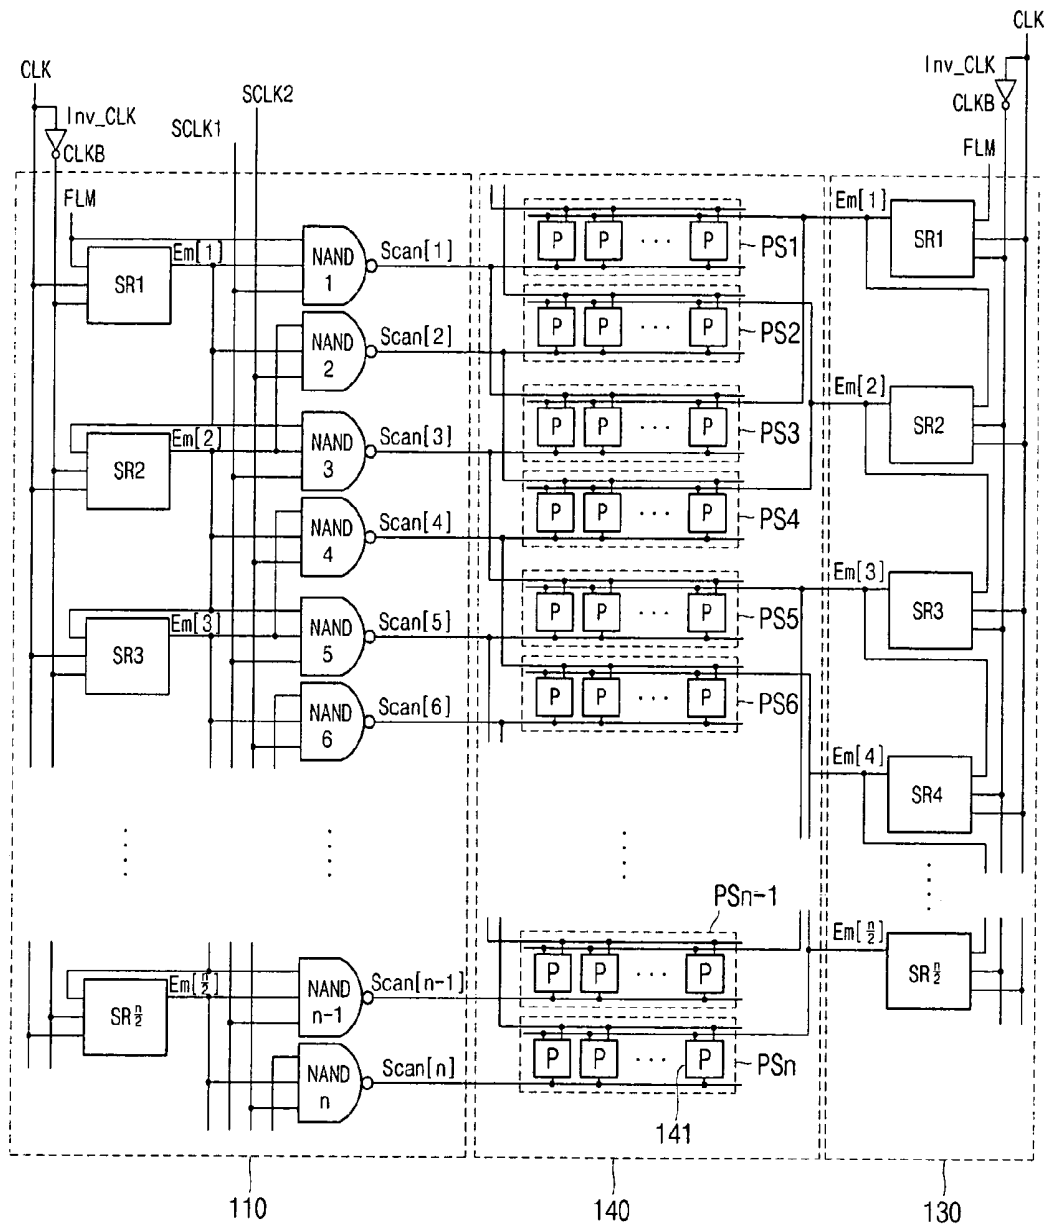 CLK
Inv_CLK
CLKB
FLM
CLK
Inv_CLK
CLKB
SCLK1
SCLK2
FLM
SR1
Em[1]
NAND
1
Scan[1]
P P ··· P
PS1
Em[1]
SR1
NAND
2
Scan[2]
P P ··· P
PS2
SR2
Em[2]
NAND
3
Scan[3]
P P ··· P
PS3
Em[2]
SR2
NAND
4
Scan[4]
P P ··· P
PS4
SR3
Em[3]
NAND
5
Scan[5]
P P ··· P
PS5
Em[3]
SR3
NAND
6
Scan[6]
P P ··· P
PS6
Em[4]
SR4
PSn-1
SRn/2
Em[n/2]
NAND
n-1
Scan[n-1]
P P ··· P
Em[n/2]
SRn/2
NAND
n
Scan[n]
P P ··· P
PSn
141
110
140
130